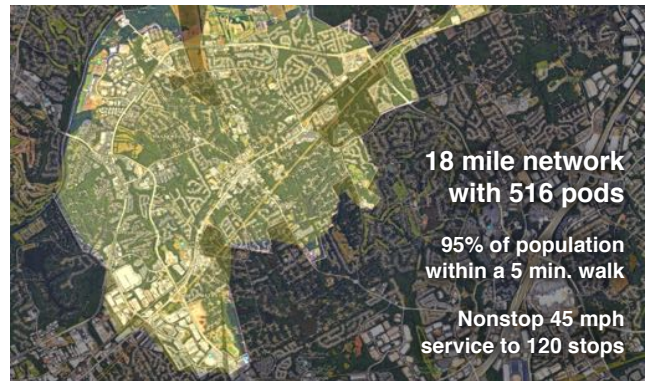 18 mile network
with 516 pods
95% of population
within a 5 min. walk
Nonstop 45 mph
service to 120 stops